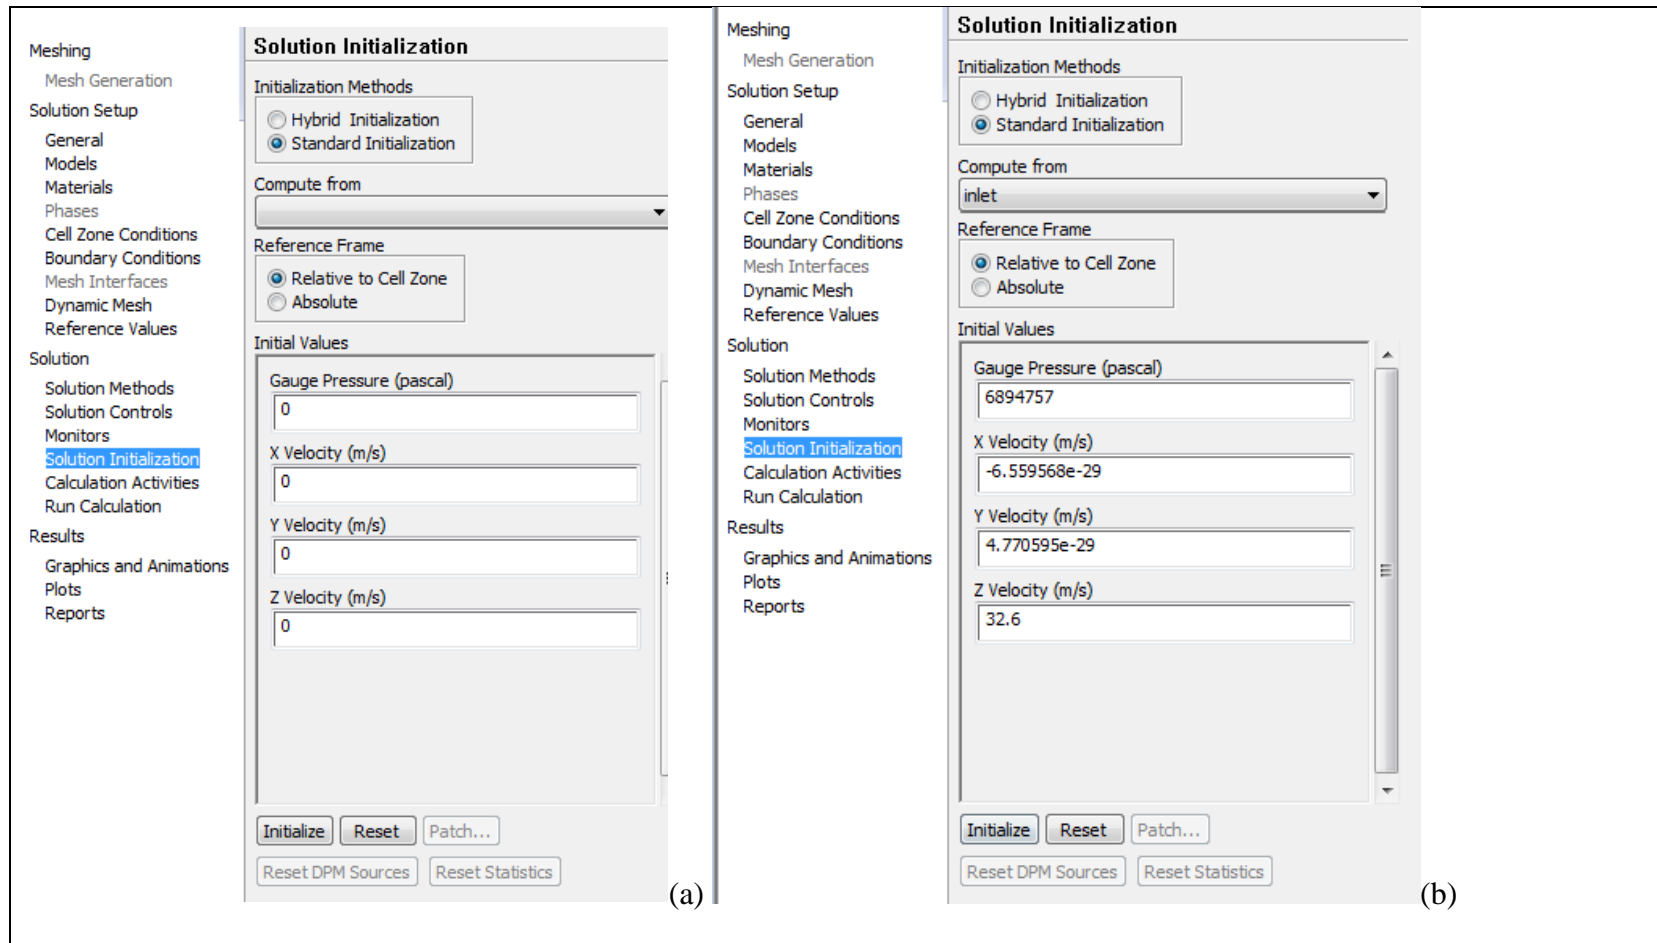 Meshing
Mesh Generation
Solution Setup
General
Models
Materials
Phases
Cell Zone Conditions
Boundary Conditions
Mesh Interfaces
Dynamic Mesh
Reference Values
Solution
Solution Methods
Solution Controls
Monitors
Solution Initialization
Calculation Activities
Run Calculation
Results
Graphics and Animations
Plots
Reports
Solution Initialization
Initialization Methods
Hybrid Initialization
Standard Initialization
Compute from
Reference Frame
Relative to Cell Zone
Absolute
Initial Values
Gauge Pressure (pascal)
0
X Velocity (m/s)
0
Y Velocity (m/s)
0
Z Velocity (m/s)
0
Initialize Reset Patch...
Reset DPM Sources Reset Statistics
(a)
Meshing
Mesh Generation
Solution Setup
General
Models
Materials
Phases
Cell Zone Conditions
Boundary Conditions
Mesh Interfaces
Dynamic Mesh
Reference Values
Solution
Solution Methods
Solution Controls
Monitors
Solution Initialization
Calculation Activities
Run Calculation
Results
Graphics and Animations
Plots
Reports
Solution Initialization
Initialization Methods
Hybrid Initialization
Standard Initialization
Compute from
inlet
Reference Frame
Relative to Cell Zone
Absolute
Initial Values
Gauge Pressure (pascal)
6894757
X Velocity (m/s)
-6.559568e-29
Y Velocity (m/s)
4.770595e-29
Z Velocity (m/s)
32.6
Initialize Reset Patch...
Reset DPM Sources Reset Statistics
(b)